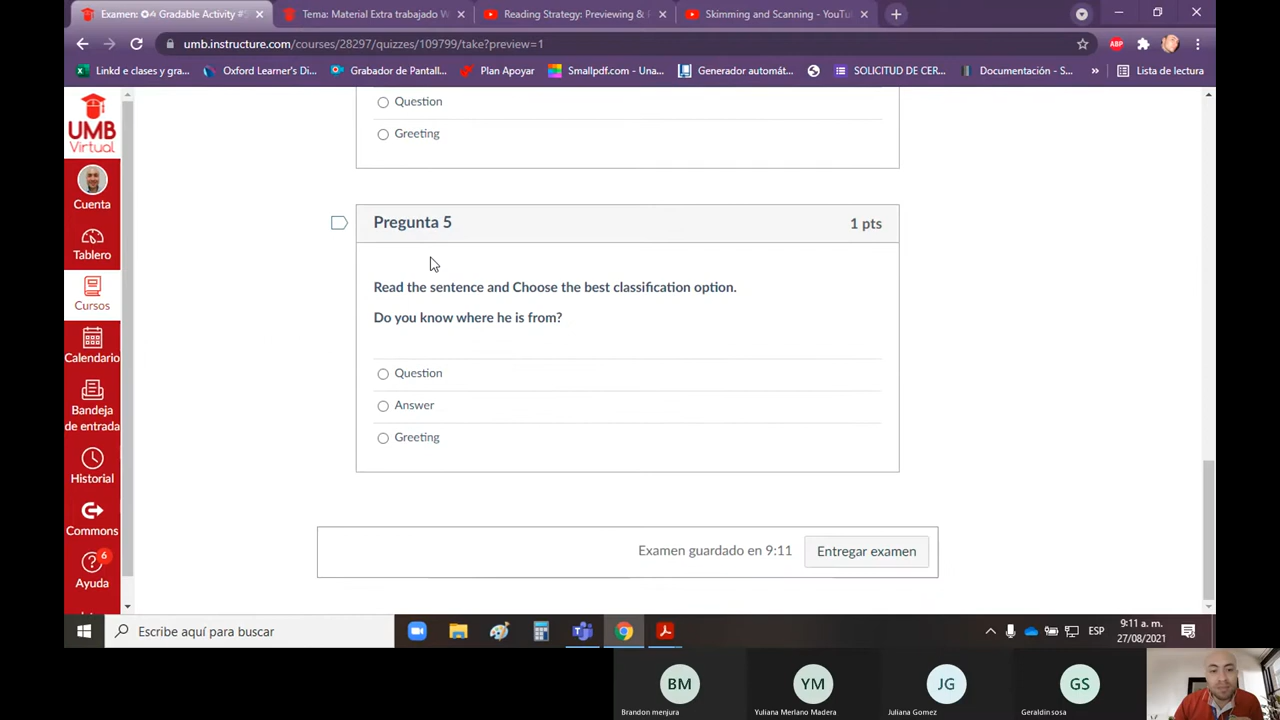 Examen: Gradable Activity #
Tema: Material Extra trabajado W
Reading Strategy: Previewing &
Skimming and Scanning - YouTu
umb.instructure.com/courses/28297/quizzes/109799/take?preview=1
Linkd e clases y gra...
Oxford Learner's Di...
Grabador de Pantall...
Plan Apoyar
Smallpdf.com - Una...
Generador automát...
SOLICITUD DE CER...
Documentación - S...
»
Lista de lectura
ABP
UMB
Virtual
Cuenta
Tablero
Cursos
Calendario
Bandeja
de entrada
Historial
Commons
6
Ayuda
Question
Greeting
Pregunta 5
1 pts
Read the sentence and Choose the best classification option.
Do you know where he is from?
Question
Answer
Greeting
Examen guardado en 9:11
Entregar examen
Escribe aquí para buscar
ESP
9:11 a. m.
27/08/2021
BM
Brandon menjura
YM
Yuliana Merlano Madera
JG
Juliana Gomez
GS
Geraldin sosa